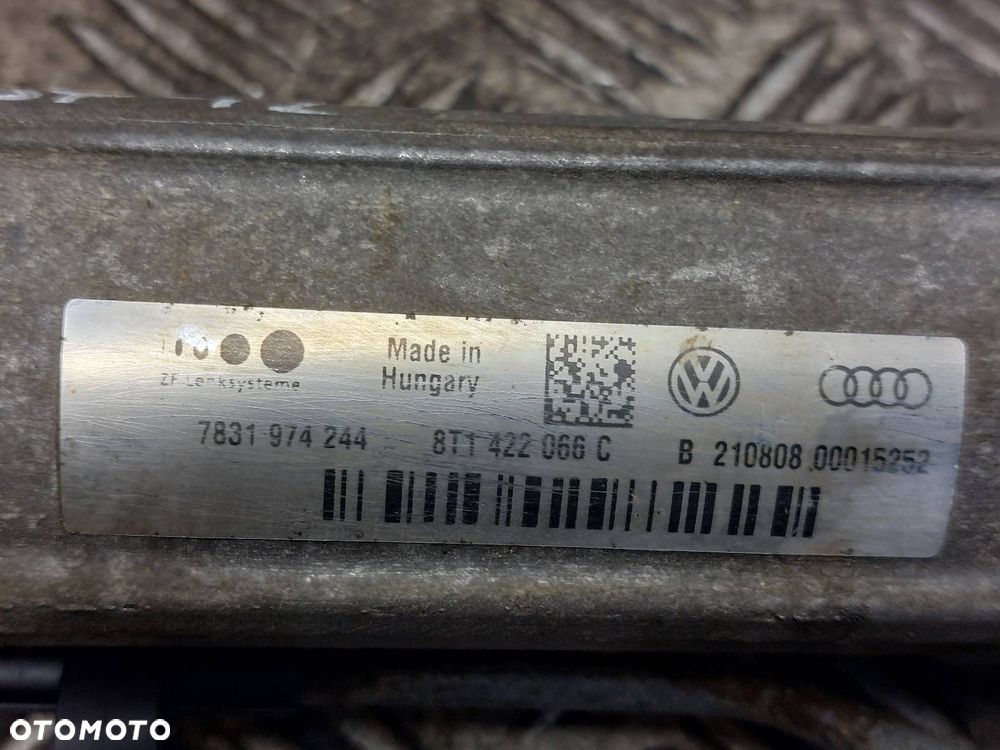 ZF Lenksysteme
Made in
Hungary
7831 974 244 8T1 422 066 C B 210808 00015252
OTOMOTO